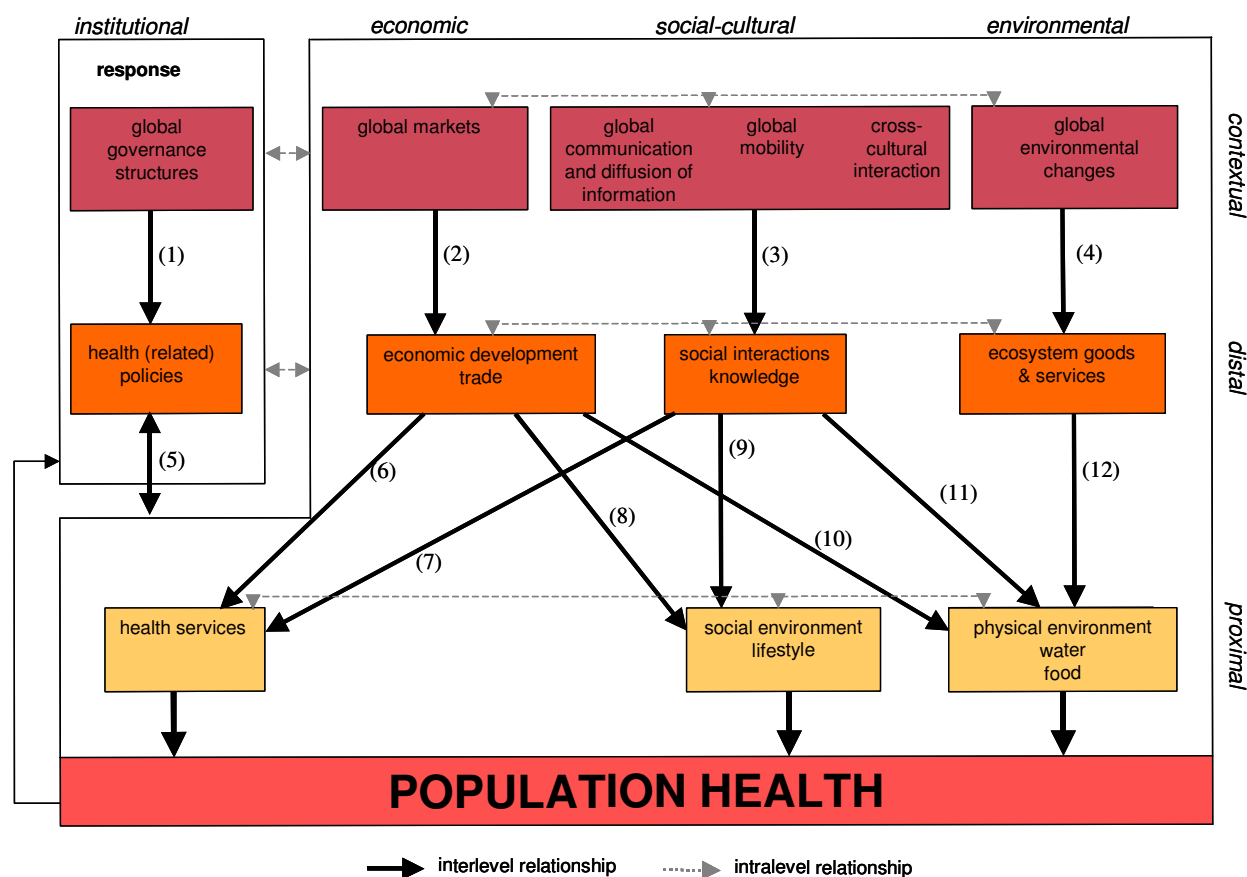 institutional
economic
social-cultural
environmental
response
global
governance
structures
global markets
global
communication
and diffusion of
information
global
mobility
cross-
cultural
interaction
global
environmental
changes
contextual
(1)
(2)
(3)
(4)
health (related)
policies
economic development
trade
social interactions
knowledge
ecosystem goods
& services
distal
(5)
(6)
(7)
(8)
(9)
(10)
(11)
(12)
health services
social environment
lifestyle
physical environment
water
food
proximal
POPULATION HEALTH
interlevel relationship
intralevel relationship